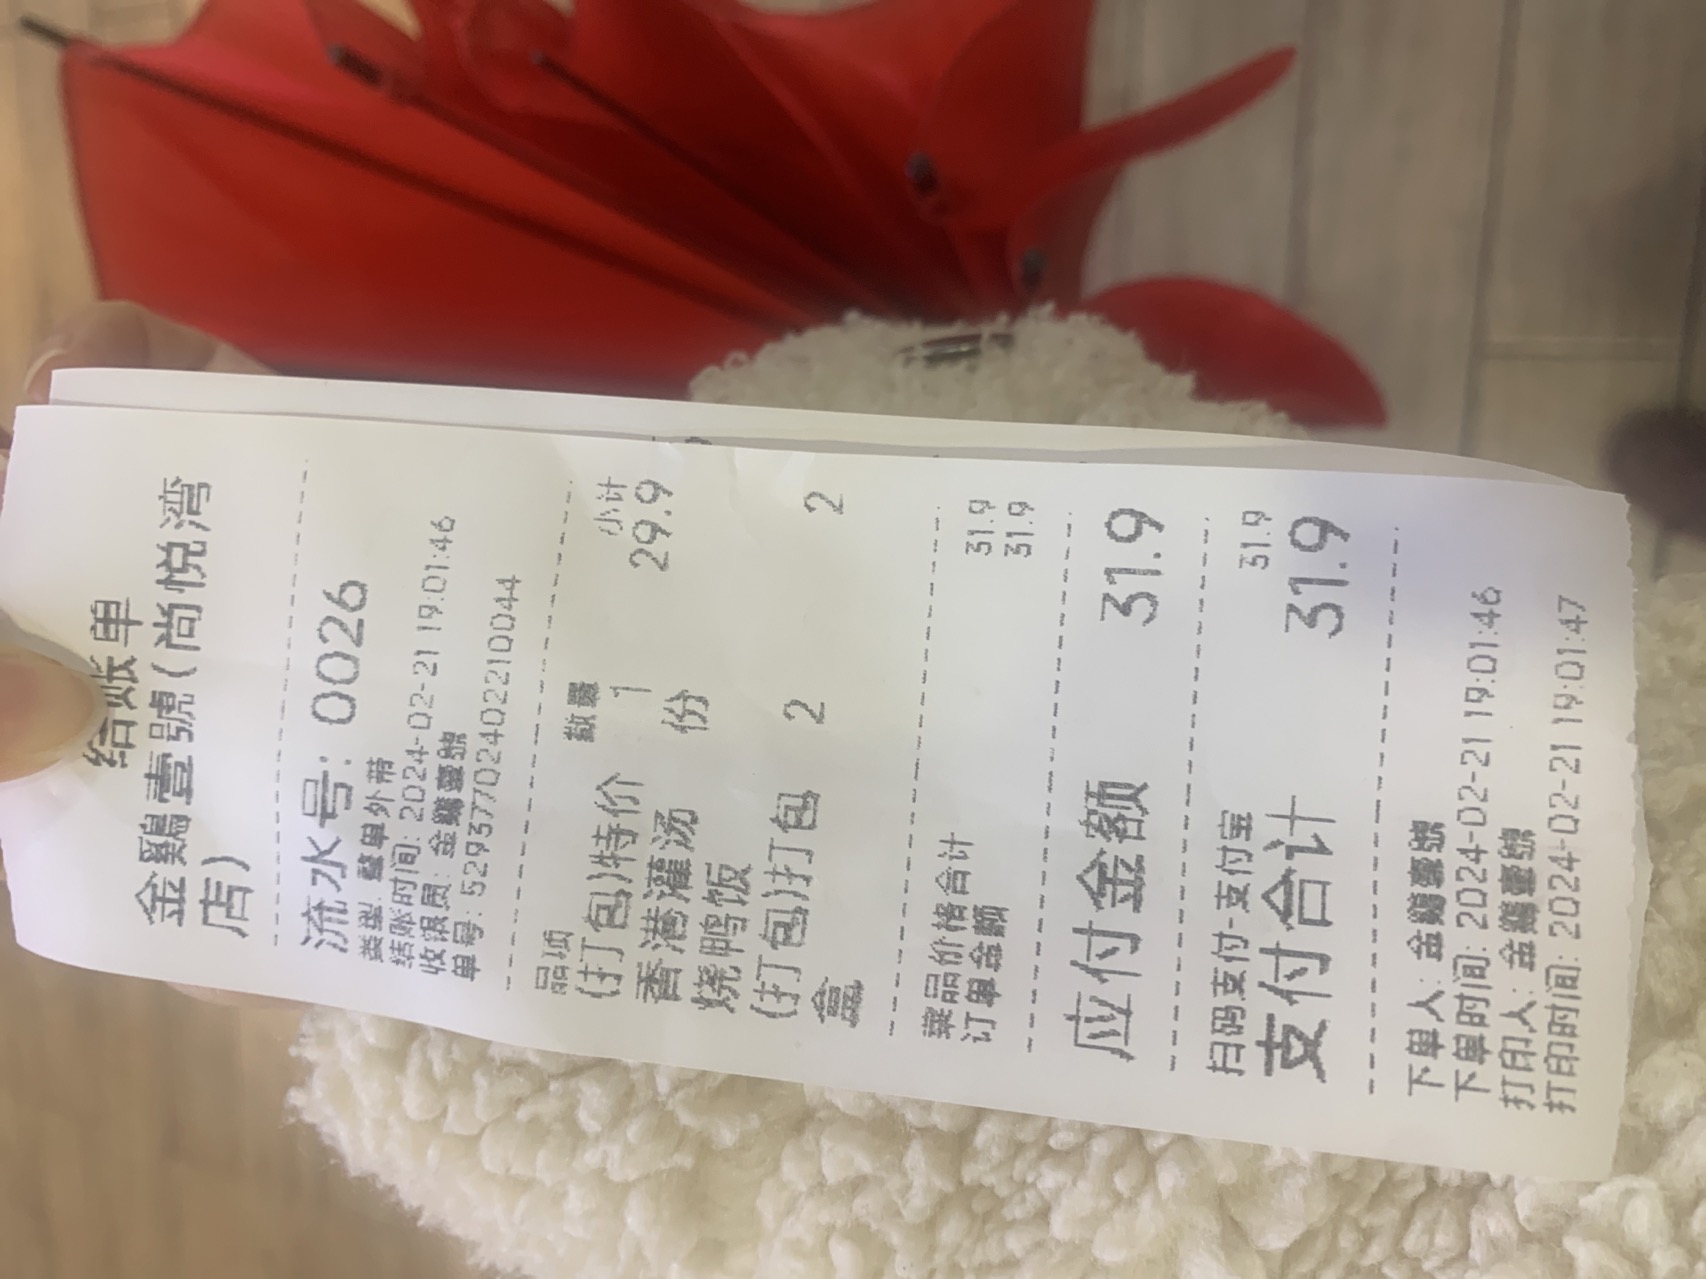 结账单
金鷄壹號(尚悦湾
店)
流水号: 0026
类型: 整单外带
结账时间: 2024-02-21 19:01:46
收银员: 金鷄壹號
单号: 529377024022210044
品项 数量 小计
(打包)特价 1 29.9
香港灌汤 份
烧鸭饭
(打包)打包 2 2
盒
菜品价格合计 31.9
订单金额 31.9
应付金额 31.9
扫码支付-支付宝 31.9
支付合计 31.9
下单人: 金鷄壹號
下单时间: 2024-02-21 19:01:46
打印人: 金鷄壹號
打印时间: 2024-02-21 19:01:47